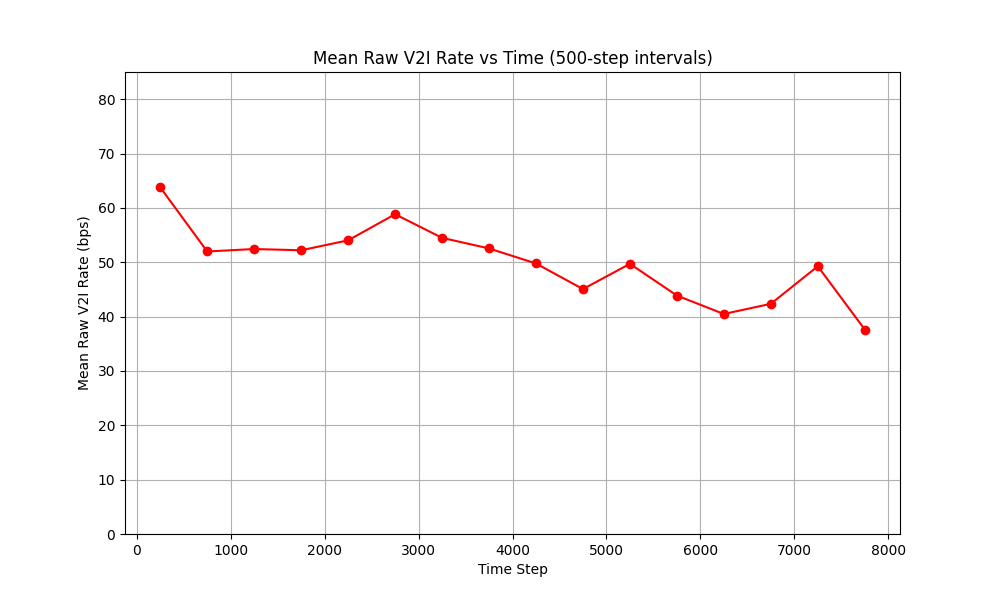 Mean Raw V2I Rate vs Time (500-step intervals)
Mean Raw V2I Rate (bps)
80
70
60
50
40
30
20
10
0
0 1000 2000 3000 4000 5000 6000 7000 8000
Time Step